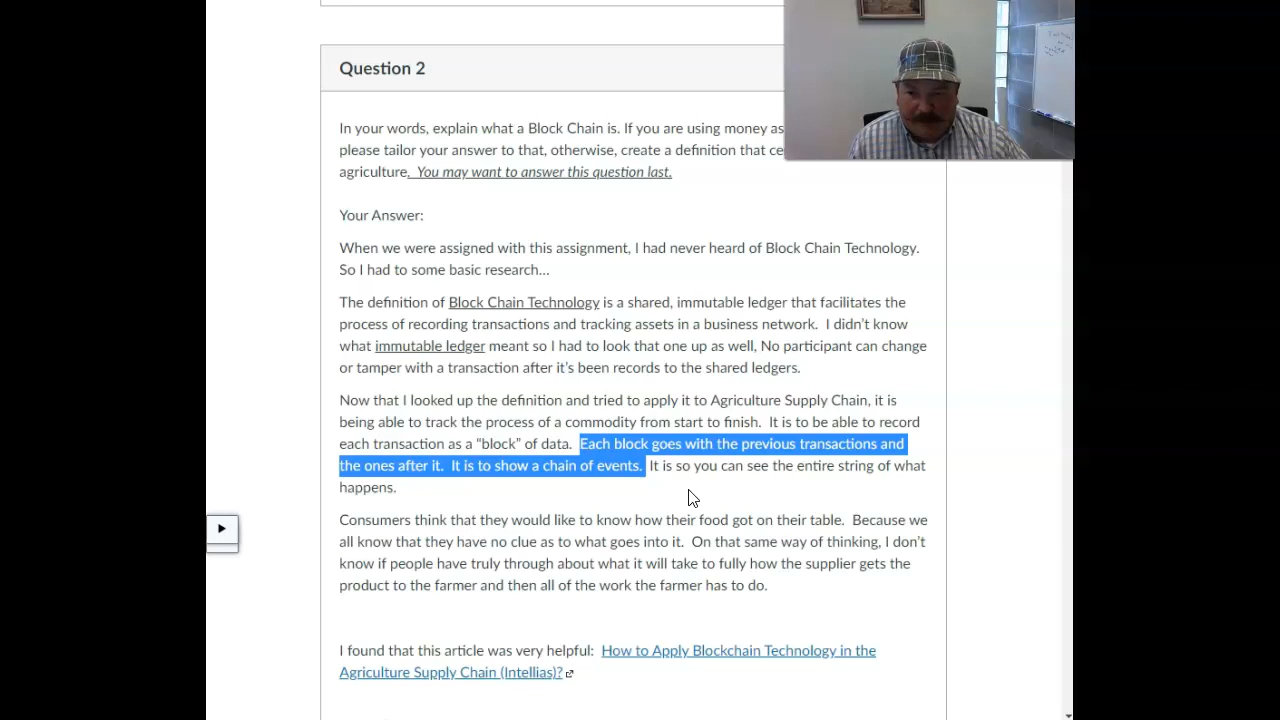 Question 2
In your words, explain what a Block Chain is. If you are using money as
please tailor your answer to that, otherwise, create a definition that ce
agriculture. You may want to answer this question last.
Your Answer:
When we were assigned with this assignment, I had never heard of Block Chain Technology.
So I had to some basic research...
The definition of Block Chain Technology is a shared, immutable ledger that facilitates the
process of recording transactions and tracking assets in a business network. I didn't know
what immutable ledger meant so I had to look that one up as well, No participant can change
or tamper with a transaction after it's been records to the shared ledgers.
Now that I looked up the definition and tried to apply it to Agriculture Supply Chain, it is
being able to track the process of a commodity from start to finish. It is to be able to record
each transaction as a "block" of data. Each block goes with the previous transactions and
the ones after it. It is to show a chain of events. It is so you can see the entire string of what
happens.
Consumers think that they would like to know how their food got on their table. Because we
all know that they have no clue as to what goes into it. On that same way of thinking, I don't
know if people have truly through about what it will take to fully how the supplier gets the
product to the farmer and then all of the work the farmer has to do.
I found that this article was very helpful: How to Apply Blockchain Technology in the
Agriculture Supply Chain (Intellias)?